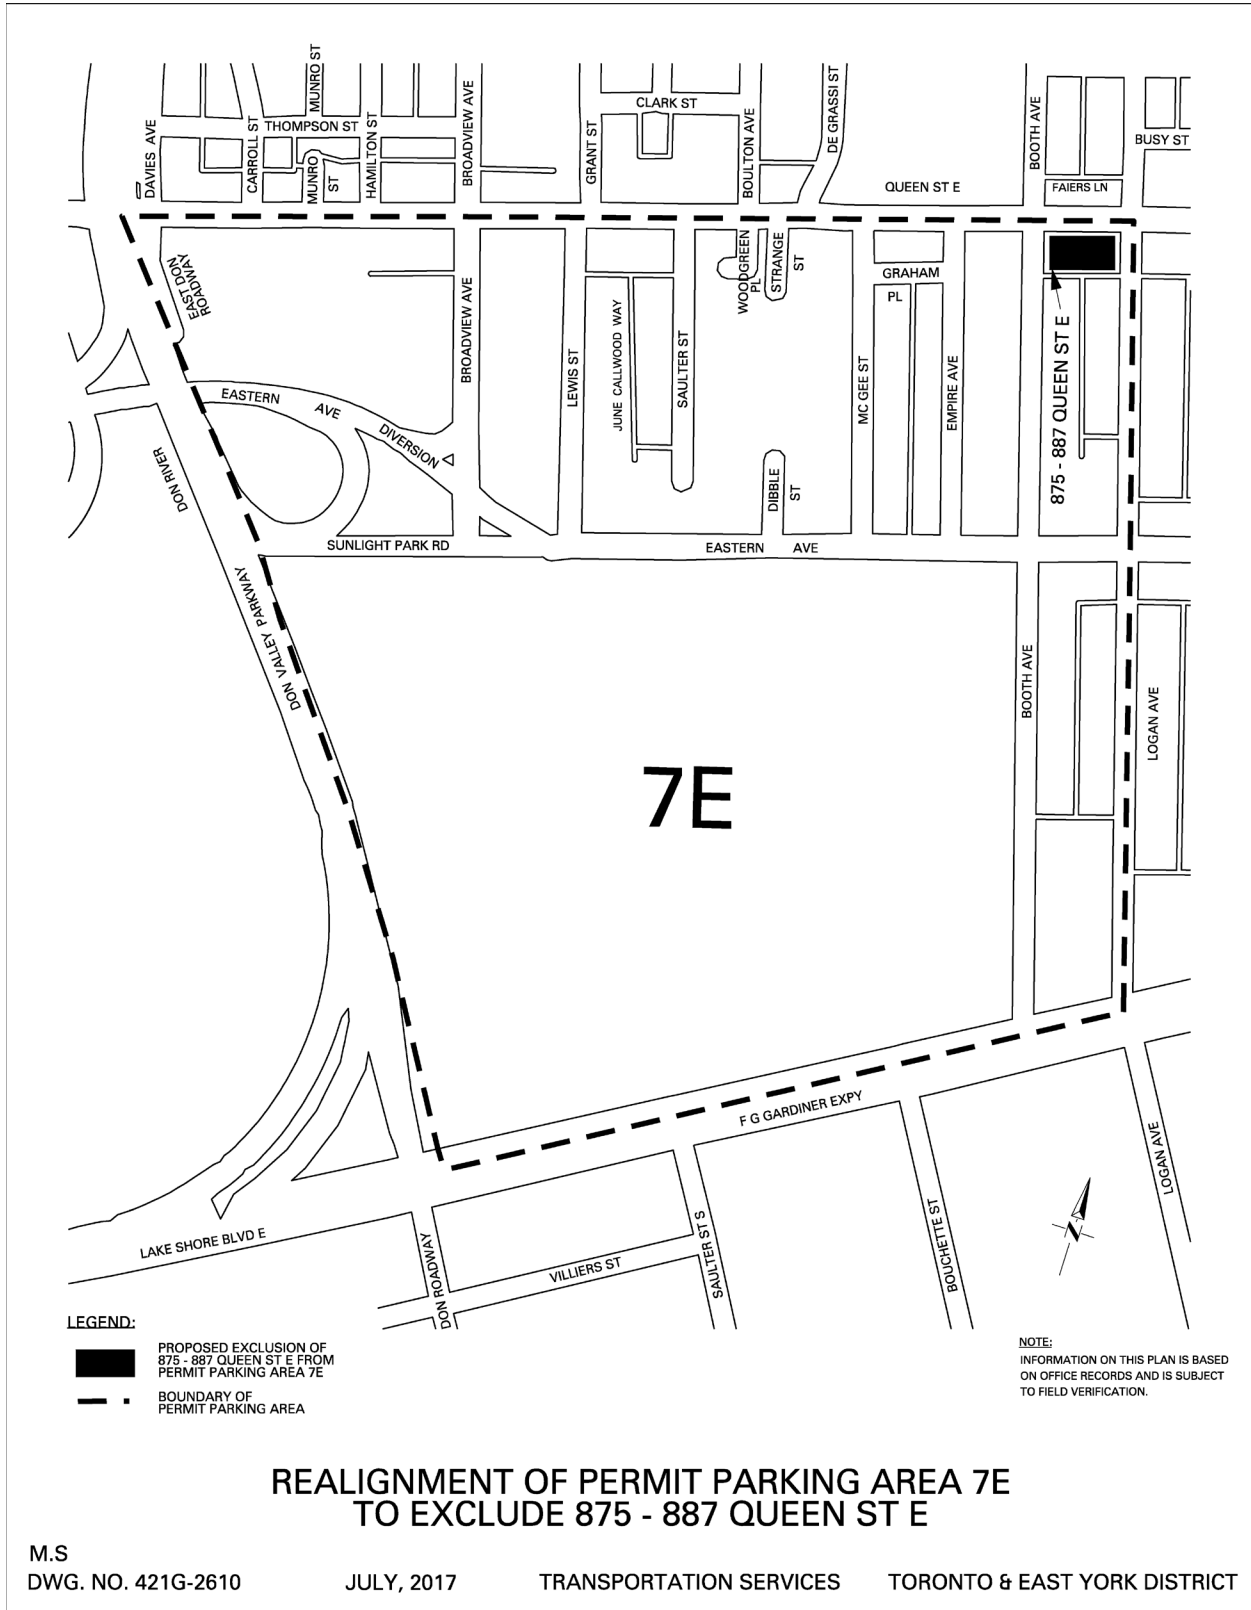 MUNRO ST
CLARK ST
DE GRASSI ST
THOMPSON ST
DAVIES AVE
CARROLL ST
MUNRO
ST
HAMILTON ST
BROADVIEW AVE
GRANT ST
BOULTON AVE
BOOTH AVE
BUSY ST
QUEEN ST E
FAIERS LN
EAST DON
ROADWAY
WOODGREEN
PL
STRANGE
ST
GRAHAM
PL
BROADVIEW AVE
LEWIS ST
JUNE CALLWOOD WAY
SAULTER ST
MC GEE ST
EMPIRE AVE
875 - 887 QUEEN ST E
EASTERN
AVE
DIVERSION
DON RIVER
DIBBLE
ST
SUNLIGHT PARK RD
EASTERN AVE
DON VALLEY PARKWAY
BOOTH AVE
LOGAN AVE
7E
F G GARDINER EXPY
LOGAN AVE
LAKE SHORE BLVD E
DON ROADWAY
VILLIERS ST
SAULTER ST S
BOUCHETTE ST
N
LEGEND:
PROPOSED EXCLUSION OF
875 - 887 QUEEN ST E FROM
PERMIT PARKING AREA 7E
BOUNDARY OF
PERMIT PARKING AREA
NOTE:
INFORMATION ON THIS PLAN IS BASED
ON OFFICE RECORDS AND IS SUBJECT
TO FIELD VERIFICATION.
REALIGNMENT OF PERMIT PARKING AREA 7E
TO EXCLUDE 875 - 887 QUEEN ST E
M.S
DWG. NO. 421G-2610 JULY, 2017 TRANSPORTATION SERVICES TORONTO & EAST YORK DISTRICT